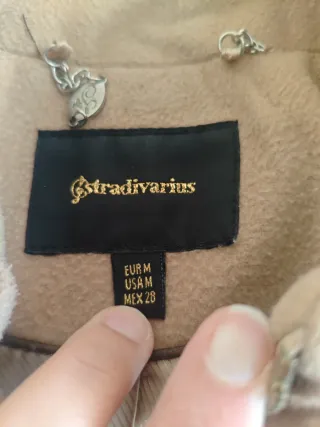 Stradivarius
EUR M
USA M
MEX 28